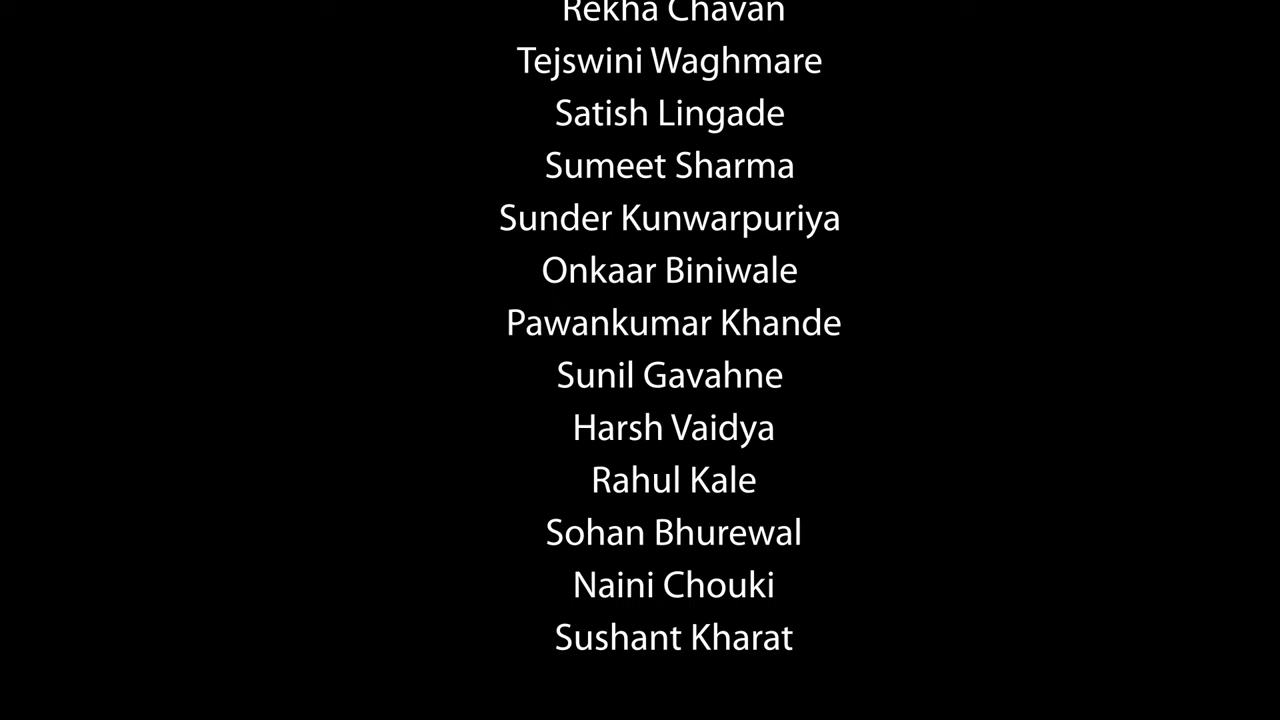 Rekha Chavan
Tejswini Waghmare
Satish Lingade
Sumeet Sharma
Sunder Kunwarpuriya
Onkaar Biniwale
Pawankumar Khande
Sunil Gavahne
Harsh Vaidya
Rahul Kale
Sohan Bhurewal
Naini Chouki
Sushant Kharat